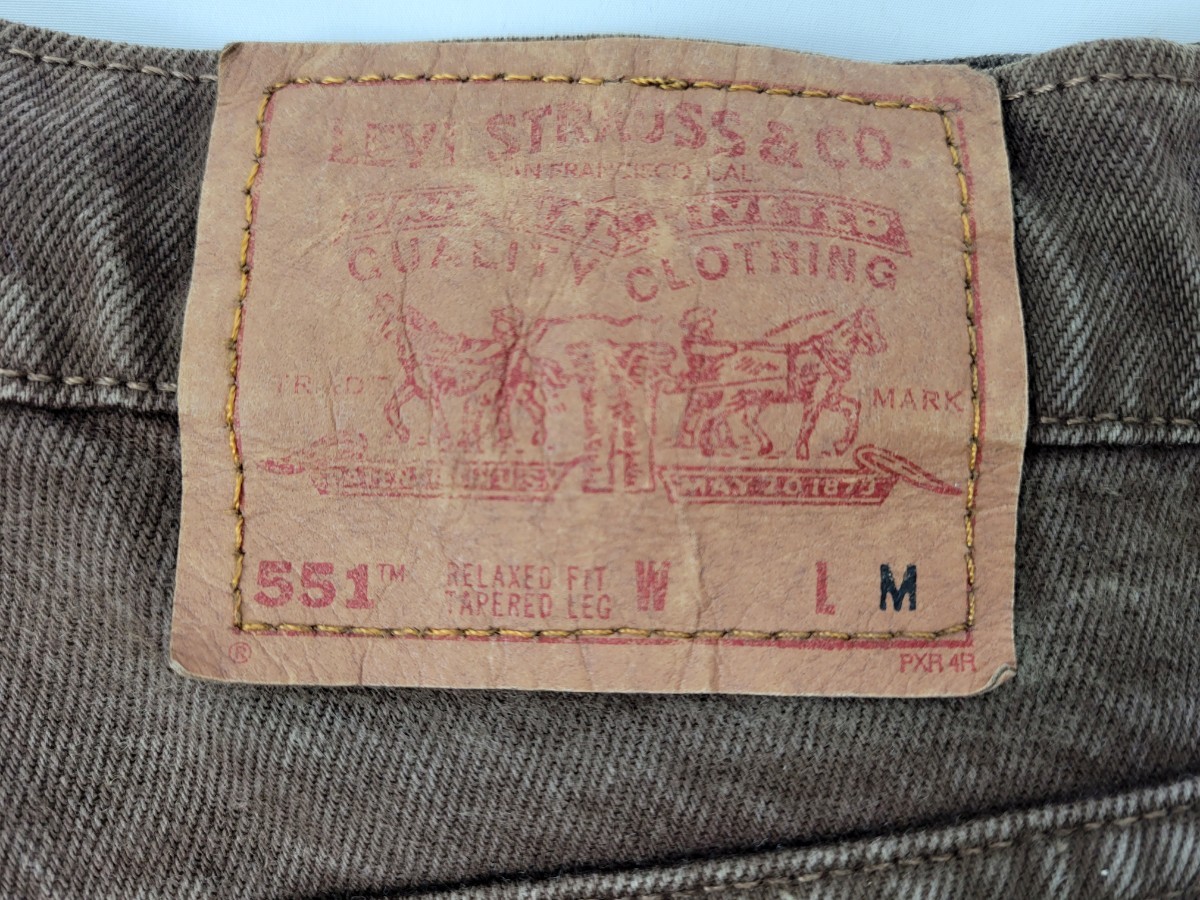 LEVI STRAUSS & CO.
SAN FRANCISCO, CAL.
QUALITY CLOTHING
TRADE MARK
MAY 20 1873
551™ RELAXED FIT W L M
TAPERED LEG
® PXR 4R